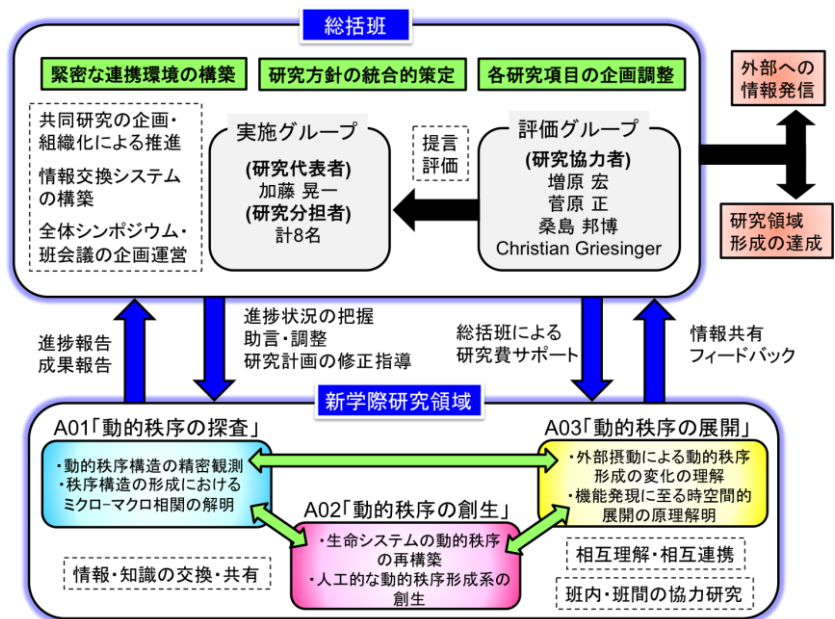 総括班
緊密な連携環境の構築
研究方針の統合的策定
各研究項目の企画調整
外部への
情報発信
共同研究の企画・
組織化による推進
情報交換システム
の構築
全体シンポジウム・
班会議の企画運営
実施グループ
(研究代表者)
加藤 晃一
(研究分担者)
計8名
提言
評価
評価グループ
(研究協力者)
増原 宏
菅原 正
桑島 邦博
Christian Griesinger
研究領域
形成の達成
進捗報告
成果報告
進捗状況の把握
助言・調整
研究計画の修正指導
総括班による
研究費サポート
情報共有
フィードバック
新学際研究領域
A01「動的秩序の探査」
・動的秩序構造の精密観測
・秩序構造の形成における
ミクロ−マクロ相関の解明
A02「動的秩序の創生」
・生命システムの動的秩序
の再構築
・人工的な動的秩序形成系の
創生
A03「動的秩序の展開」
・外部摂動による動的秩序
形成の変化の理解
・機能発現に至る時空間的
展開の原理解明
情報・知識の交換・共有
相互理解・相互連携
班内・班間の協力研究